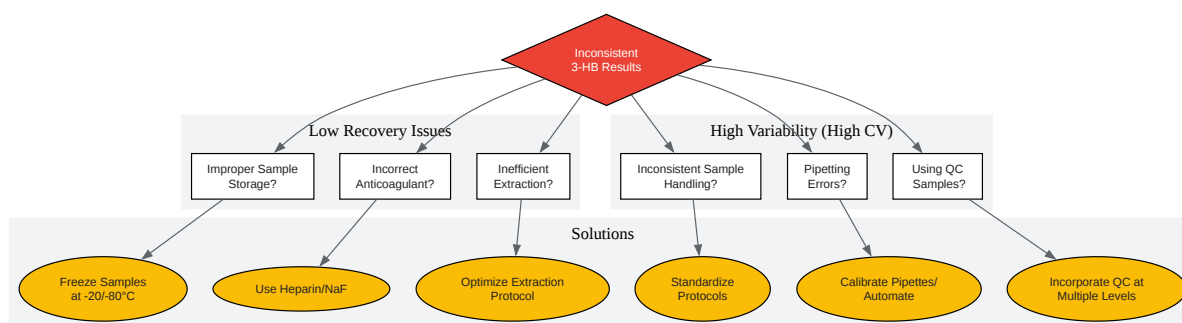 Inconsistent
3-HB Results
Low Recovery Issues
High Variability (High CV)
Improper Sample
Storage?
Incorrect
Anticoagulant?
Inefficient
Extraction?
Inconsistent Sample
Handling?
Pipetting
Errors?
Using QC
Samples?
Solutions
Freeze Samples
at -20/-80°C
Use Heparin/NaF
Optimize Extraction
Protocol
Standardize
Protocols
Calibrate Pipettes/
Automate
Incorporate QC at
Multiple Levels